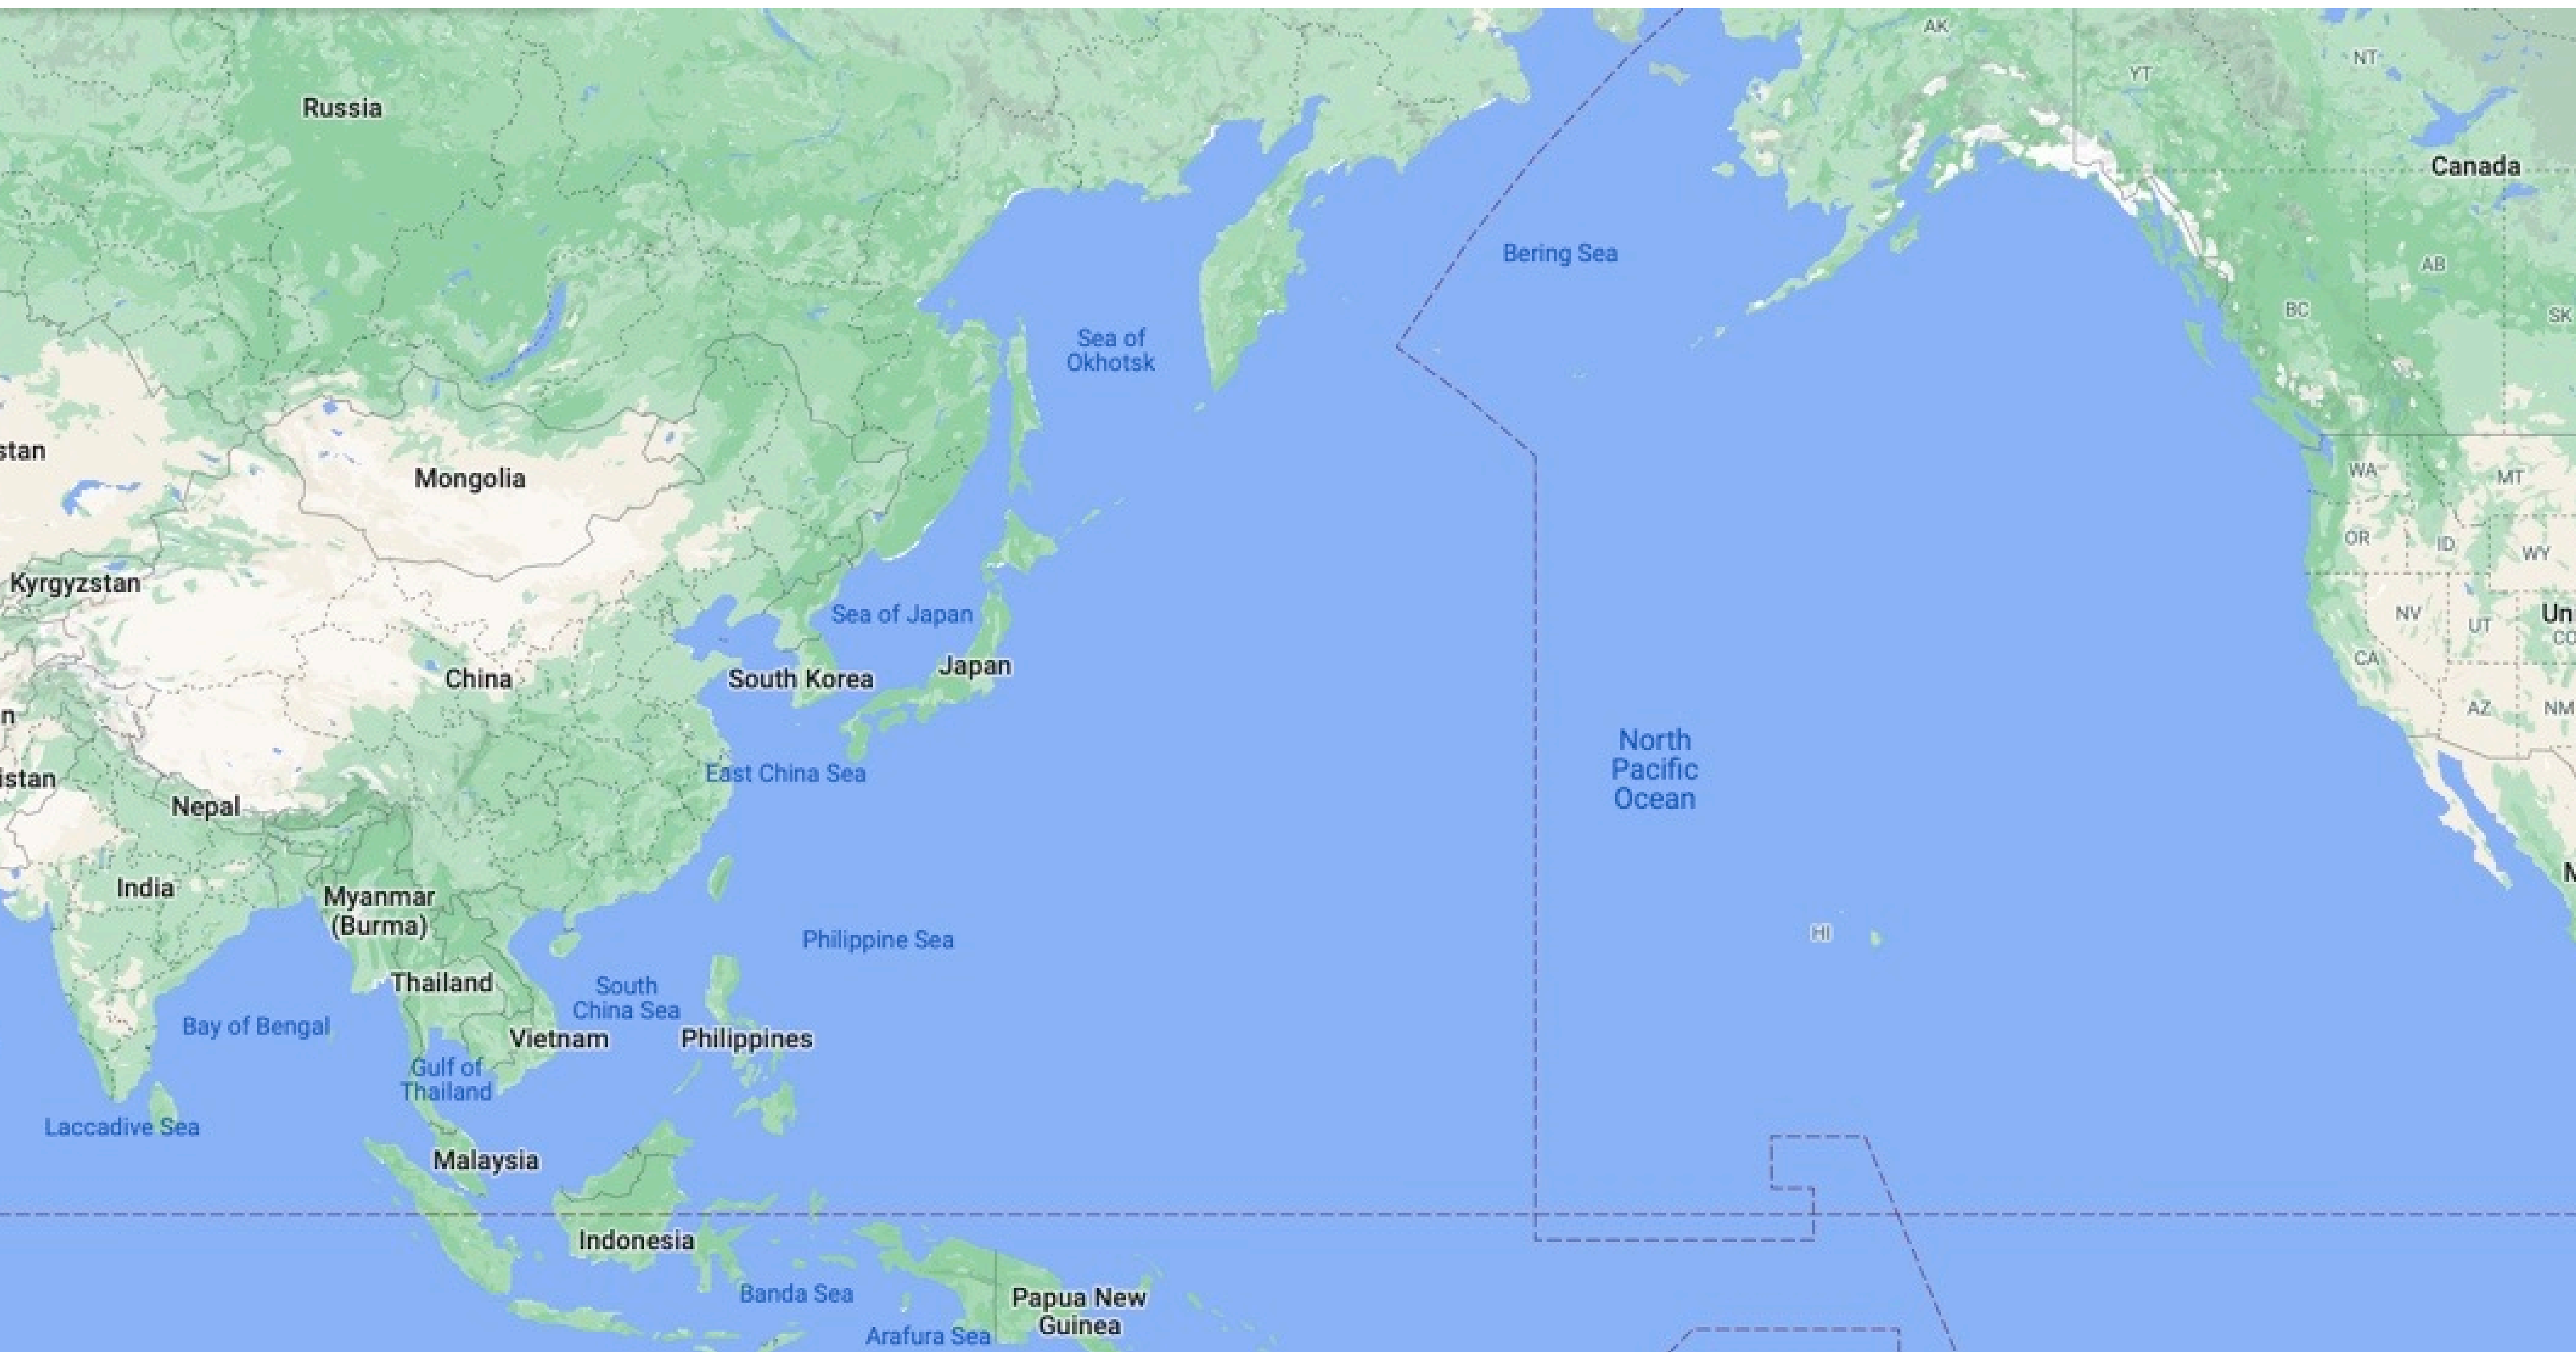 AK
NT
YT
Russia
Canada
Bering Sea
AB
BC
SK
Sea of
Okhotsk
stan
WA
MT
Mongolia
OR
ID
WY
Kyrgyzstan
Sea of Japan
NV
UT
Un
CO
CA
Japan
South Korea
China
AZ
NM
n
North
Pacific
Ocean
East China Sea
istan
Nepal
M
India
Myanmar
(Burma)
HI
Philippine Sea
Thailand
South
China Sea
Bay of Bengal
Vietnam
Philippines
Gulf of
Thailand
Laccadive Sea
Malaysia
Indonesia
Banda Sea
Papua New
Guinea
Arafura Sea